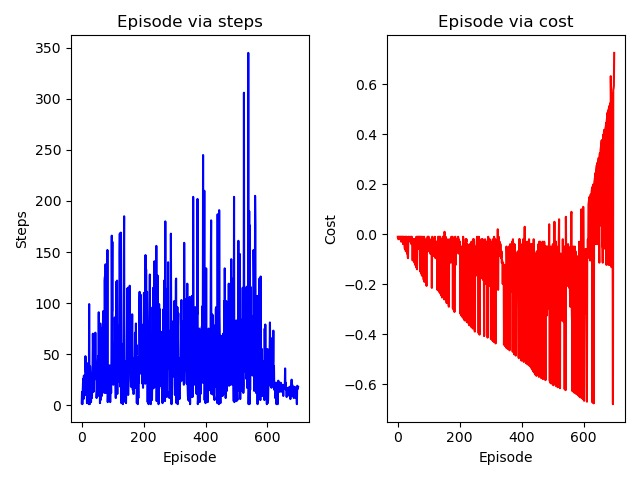 Episode via steps
350
300
250
200
150
100
50
0
Steps
0 200 400 600
Episode
Episode via cost
0.6
0.4
0.2
0.0
−0.2
−0.4
−0.6
Cost
0 200 400 600
Episode